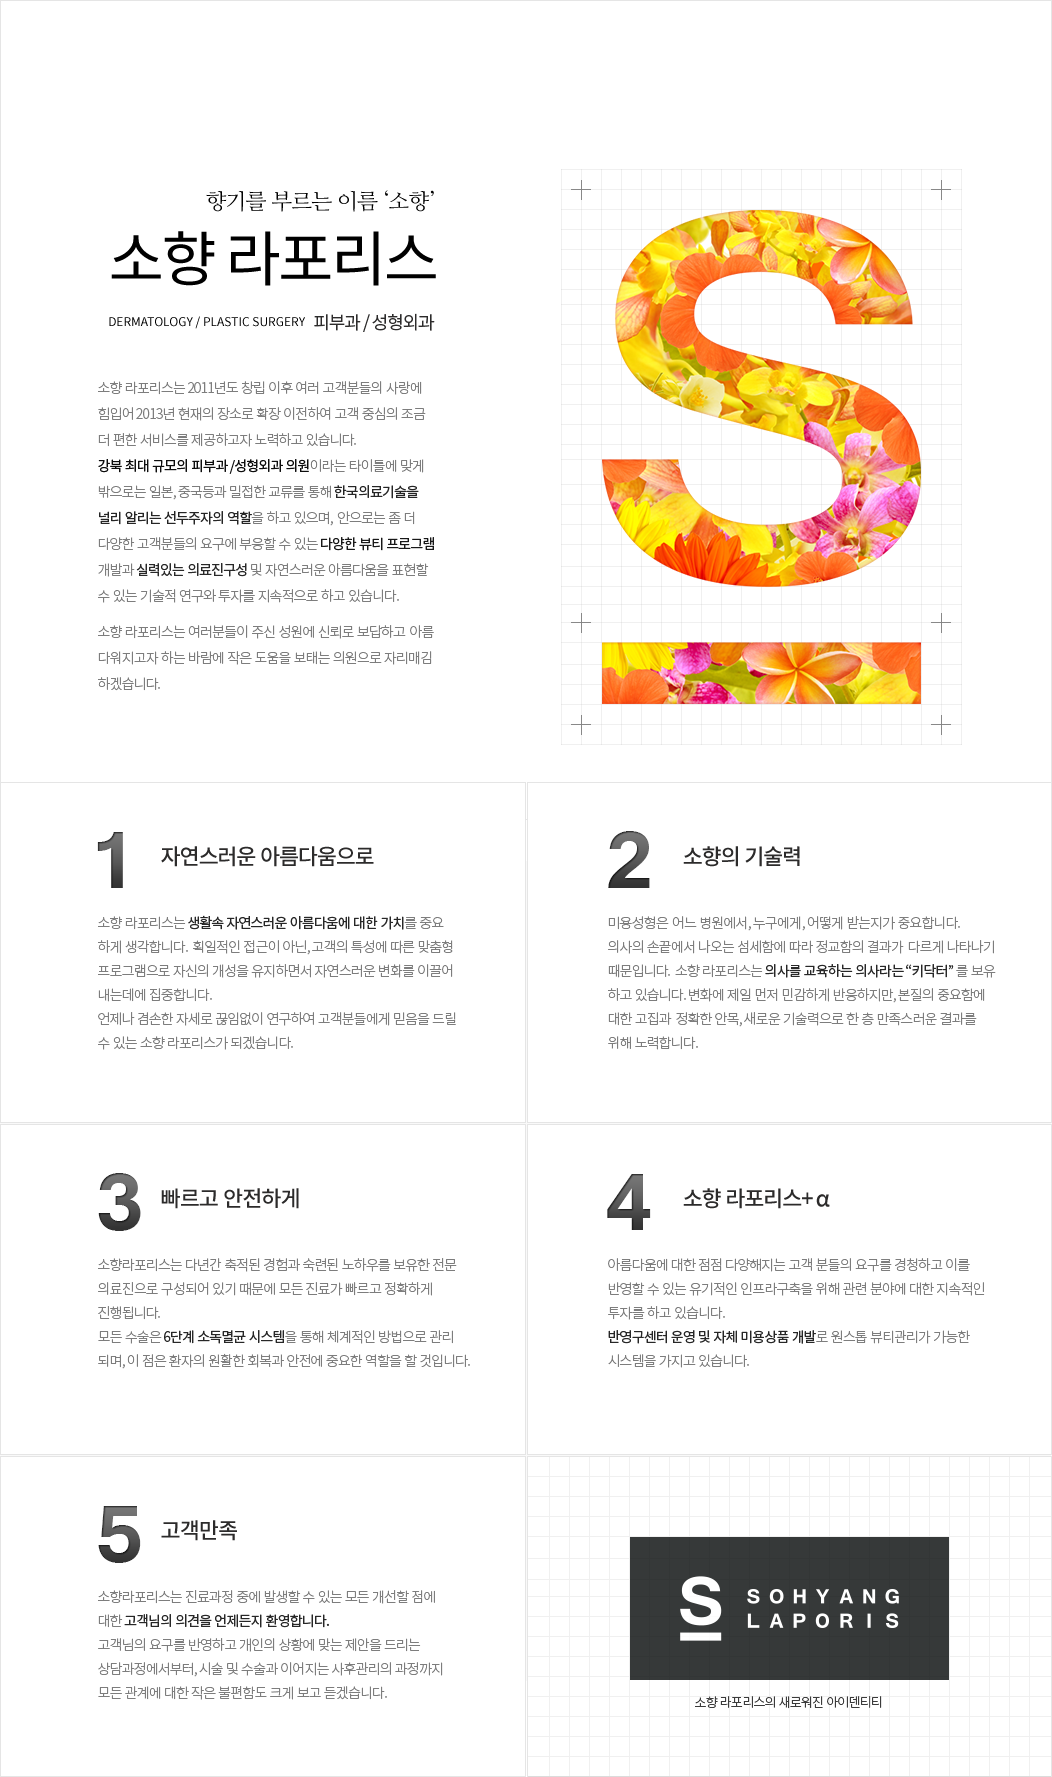 향기를 부르는 이름 ‘소향’
소향 라포리스
DERMATOLOGY / PLASTIC SURGERY 피부과 / 성형외과
소향 라포리스는 2011년도 창립 이후 여러 고객분들의 사랑에
힘입어 2013년 현재의 장소로 확장 이전하여 고객 중심의 조금
더 편한 서비스를 제공하고자 노력하고 있습니다.
강북 최대 규모의 피부과 /성형외과 의원이라는 타이틀에 맞게
밖으로는 일본, 중국등과 밀접한 교류를 통해 한국의료기술을
널리 알리는 선두주자의 역할을 하고 있으며, 안으로는 좀 더
다양한 고객분들의 요구에 부응할 수 있는 다양한 뷰티 프로그램
개발과 실력있는 의료진구성 및 자연스러운 아름다움을 표현할
수 있는 기술적 연구와 투자를 지속적으로 하고 있습니다.
소향 라포리스는 여러분들이 주신 성원에 신뢰로 보답하고 아름
다워지고자 하는 바람에 작은 도움을 보태는 의원으로 자리매김
하겠습니다.
S
1 자연스러운 아름다움으로
소향 라포리스는 생활속 자연스러운 아름다움에 대한 가치를 중요
하게 생각합니다. 획일적인 접근이 아닌, 고객의 특성에 따른 맞춤형
프로그램으로 자신의 개성을 유지하면서 자연스러운 변화를 이끌어
내는데에 집중합니다.
언제나 겸손한 자세로 끊임없이 연구하여 고객분들에게 믿음을 드릴
수 있는 소향 라포리스가 되겠습니다.
2 소향의 기술력
미용성형은 어느 병원에서, 누구에게, 어떻게 받는지가 중요합니다.
의사의 손끝에서 나오는 섬세함에 따라 정교함의 결과가 다르게 나타나기
때문입니다. 소향 라포리스는 의사를 교육하는 의사라는 “키닥터” 를 보유
하고 있습니다. 변화에 제일 먼저 민감하게 반응하지만, 본질의 중요함에
대한 고집과 정확한 안목, 새로운 기술력으로 한 층 만족스러운 결과를
위해 노력합니다.
3 빠르고 안전하게
소향라포리스는 다년간 축적된 경험과 숙련된 노하우를 보유한 전문
의료진으로 구성되어 있기 때문에 모든 진료가 빠르고 정확하게
진행됩니다.
모든 수술은 6단계 소독멸균 시스템을 통해 체계적인 방법으로 관리
되며, 이 점은 환자의 원활한 회복과 안전에 중요한 역할을 할 것입니다.
4 소향 라포리스+ α
아름다움에 대한 점점 다양해지는 고객 분들의 요구를 경청하고 이를
반영할 수 있는 유기적인 인프라구축을 위해 관련 분야에 대한 지속적인
투자를 하고 있습니다.
반영구센터 운영 및 자체 미용상품 개발로 원스톱 뷰티관리가 가능한
시스템을 가지고 있습니다.
5 고객만족
소향라포리스는 진료과정 중에 발생할 수 있는 모든 개선할 점에
대한 고객님의 의견을 언제든지 환영합니다.
고객님의 요구를 반영하고 개인의 상황에 맞는 제안을 드리는
상담과정에서부터, 시술 및 수술과 이어지는 사후관리의 과정까지
모든 관계에 대한 작은 불편함도 크게 보고 듣겠습니다.
S SOHYANG
LAPORIS
소향 라포리스의 새로워진 아이덴티티